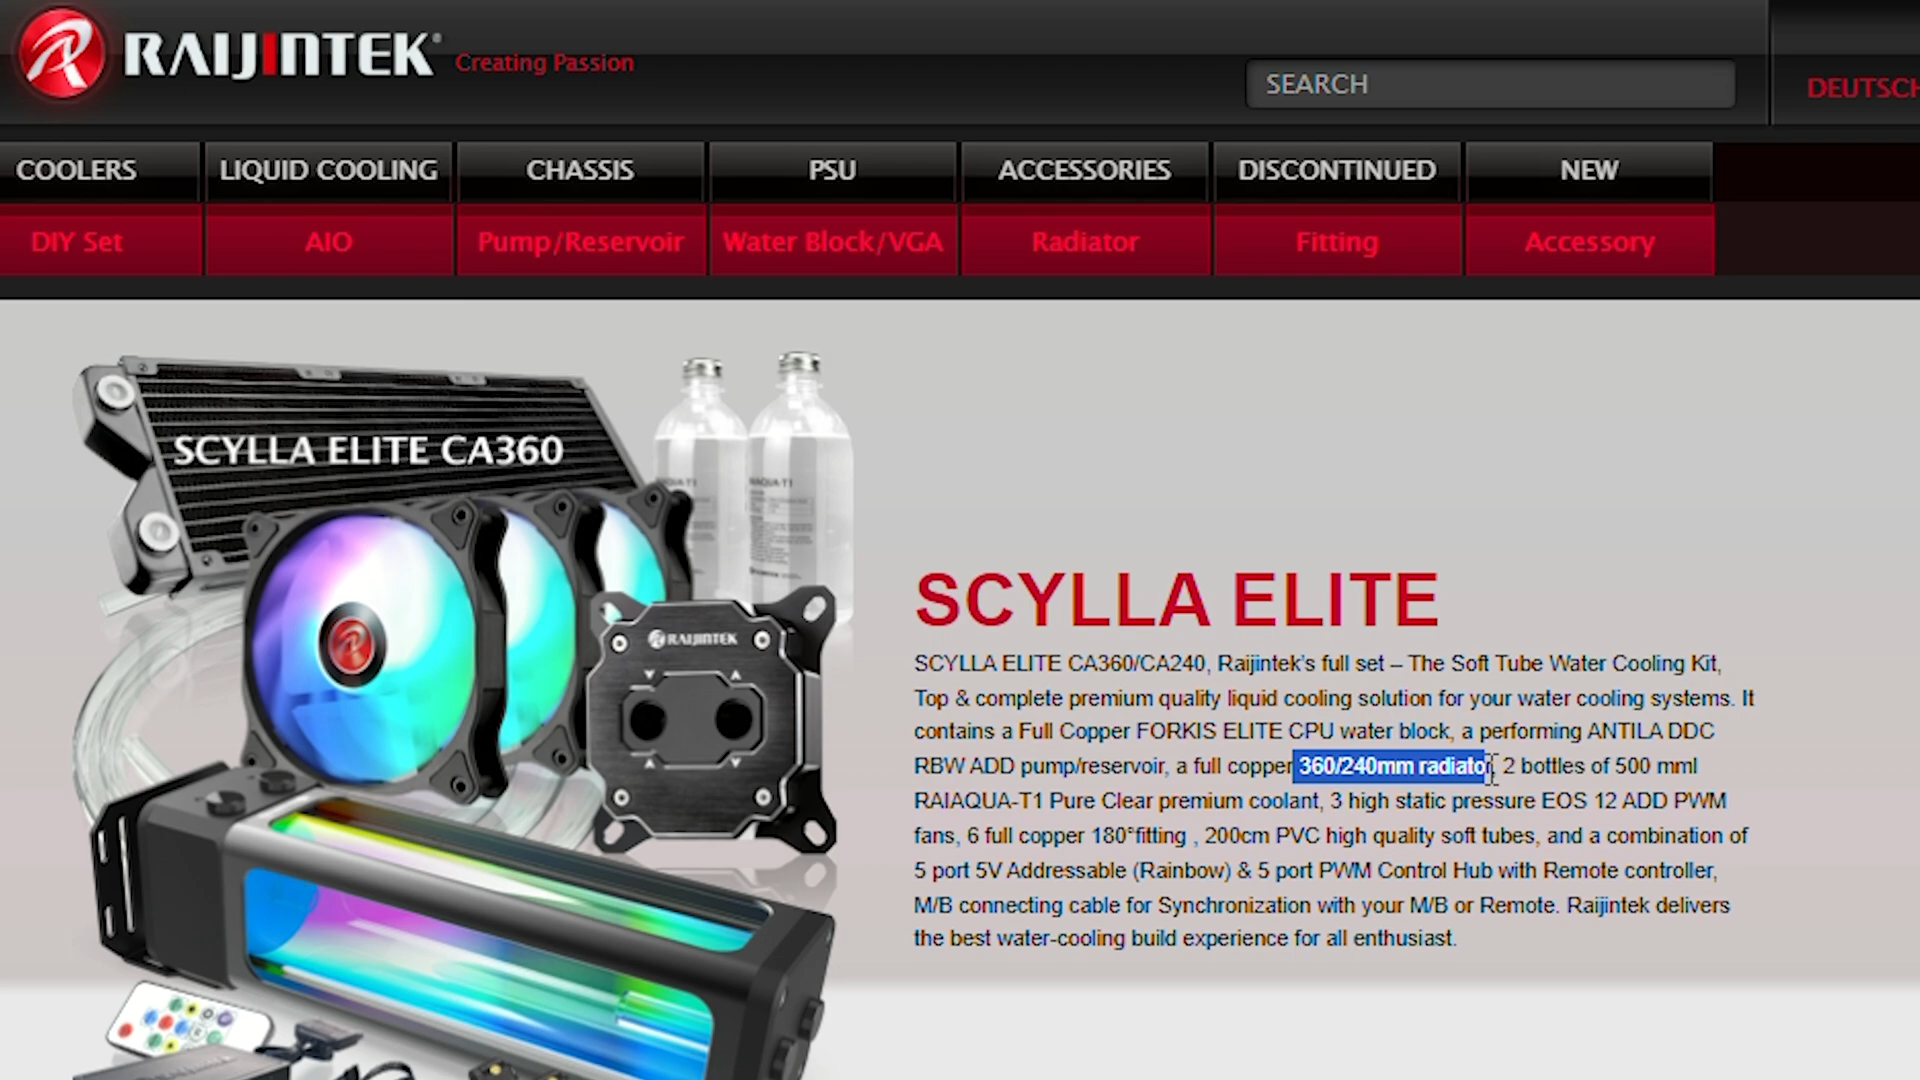 RAIJINTEK®
Creating Passion
SEARCH
DEUTSCH
COOLERS
LIQUID COOLING
CHASSIS
PSU
ACCESSORIES
DISCONTINUED
NEW
DIY Set
AIO
Pump/Reservoir
Water Block/VGA
Radiator
Fitting
Accessory
SCYLLA ELITE CA360
RAIJINTEK
SCYLLA ELITE
SCYLLA ELITE CA360/CA240, Raijintek's full set – The Soft Tube Water Cooling Kit,
Top & complete premium quality liquid cooling solution for your water cooling systems. It
contains a Full Copper FORKIS ELITE CPU water block, a performing ANTILA DDC
RBW ADD pump/reservoir, a full copper 360/240mm radiator, 2 bottles of 500 mml
RAIAQUA-T1 Pure Clear premium coolant, 3 high static pressure EOS 12 ADD PWM
fans, 6 full copper 180°fitting , 200cm PVC high quality soft tubes, and a combination of
5 port 5V Addressable (Rainbow) & 5 port PWM Control Hub with Remote controller,
M/B connecting cable for Synchronization with your M/B or Remote. Raijintek delivers
the best water-cooling build experience for all enthusiast.